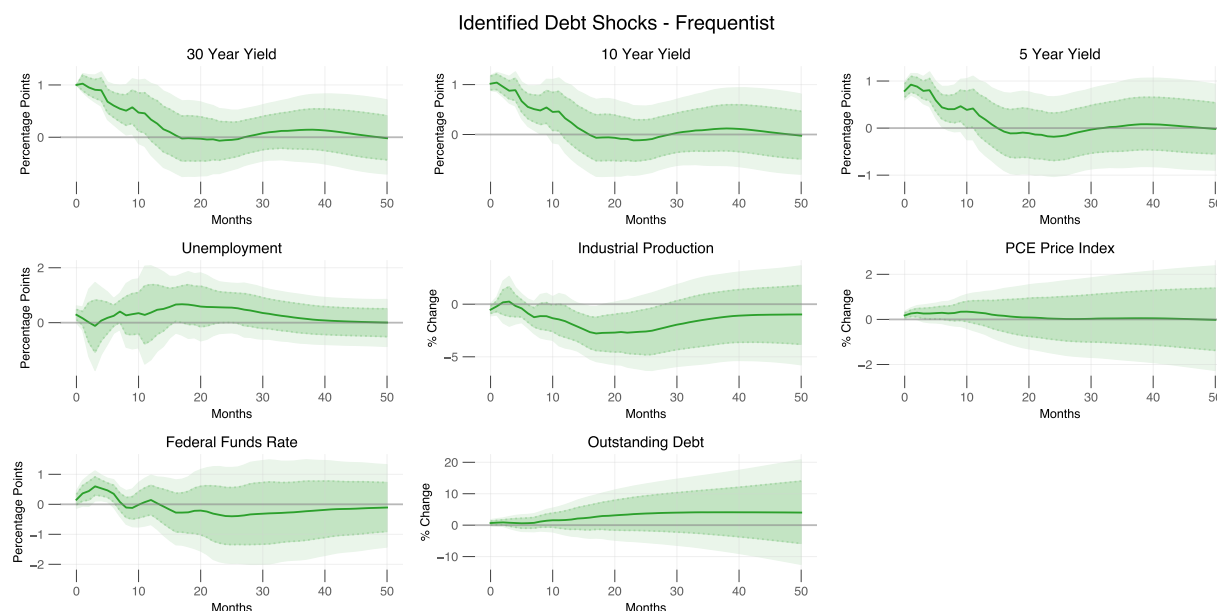 Identified Debt Shocks - Frequentist
30 Year Yield
Percentage Points
1
0
0 10 20 30 40 50
Months
10 Year Yield
Percentage Points
1
0
0 10 20 30 40 50
Months
5 Year Yield
Percentage Points
1
0
−1
0 10 20 30 40 50
Months
Unemployment
Percentage Points
2
0
0 10 20 30 40 50
Months
Industrial Production
% Change
0
−5
0 10 20 30 40 50
Months
PCE Price Index
% Change
2
0
−2
0 10 20 30 40 50
Months
Federal Funds Rate
Percentage Points
1
0
−1
−2
0 10 20 30 40 50
Months
Outstanding Debt
% Change
20
10
0
−10
0 10 20 30 40 50
Months